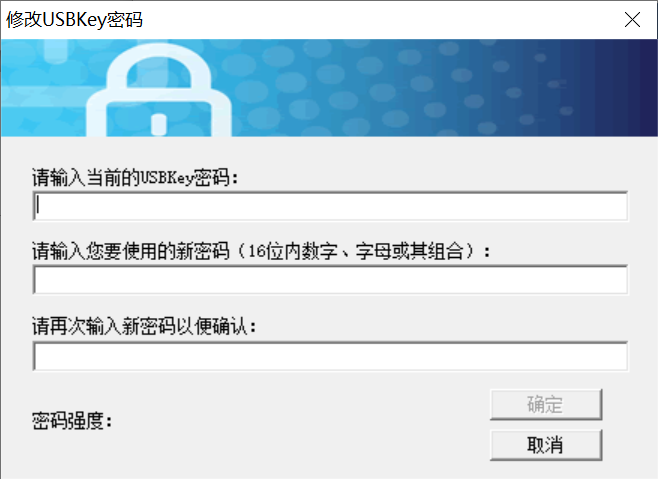 修改USBKey密码
请输入当前的USBKey密码：
请输入您要使用的新密码（16位内数字、字母或其组合）：
请再次输入新密码以便确认：
密码强度：
确定
取消